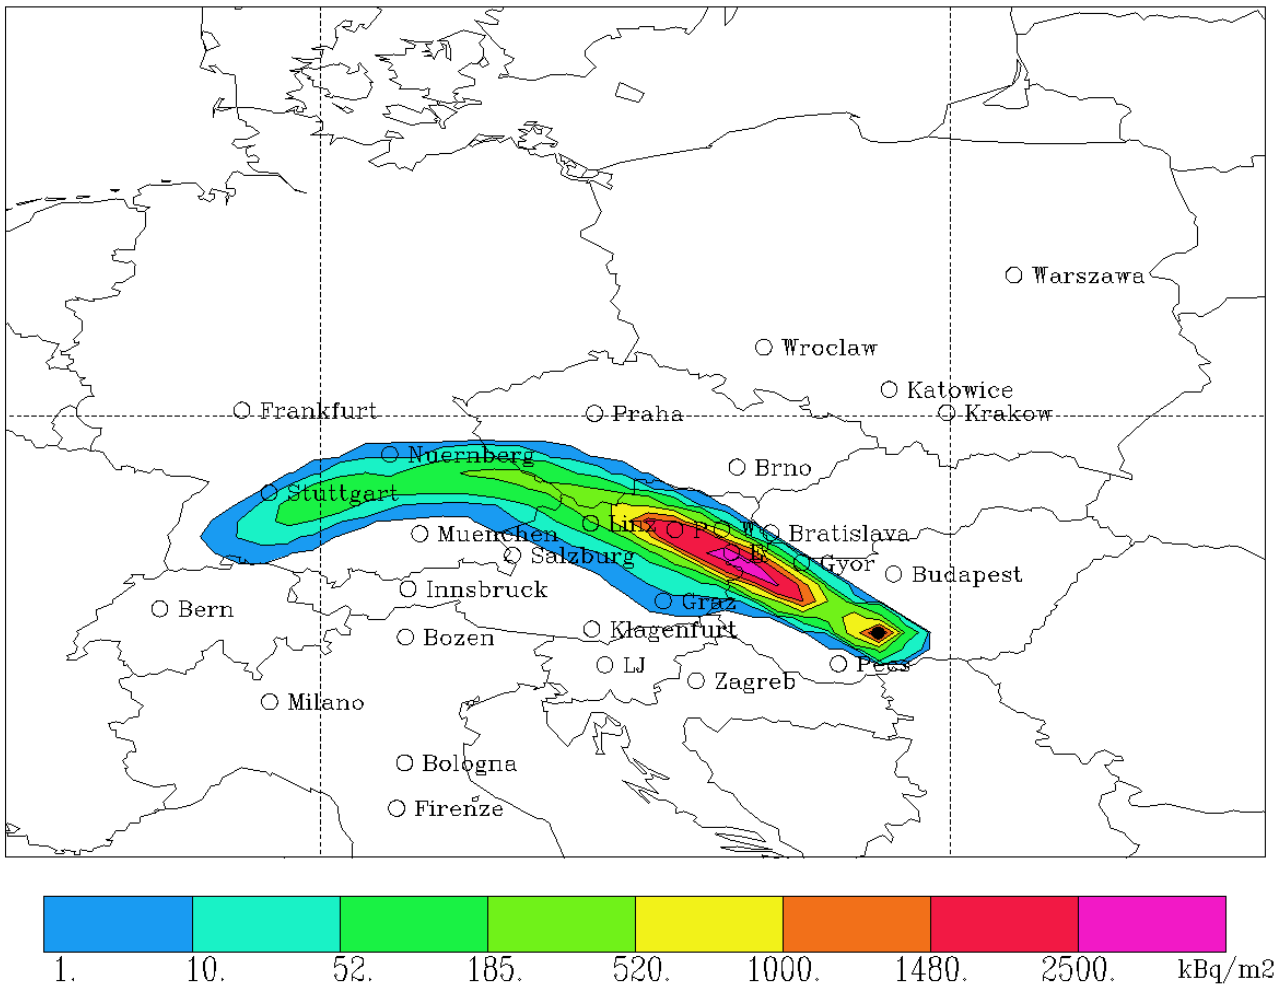 Warszawa
Wroclaw
Katowice
Frankfurt
Praha
Krakow
Nuernberg
Brno
Stuttgart
Linz
P
W
Bratislava
Muenchen
Salzburg
Gyor
Budapest
Innsbruck
Graz
Bern
Klagenfurt
Bozen
LJ
Pecs
Zagreb
Milano
Bologna
Firenze
1. 10. 52. 185. 520. 1000. 1480. 2500. kBq/m2